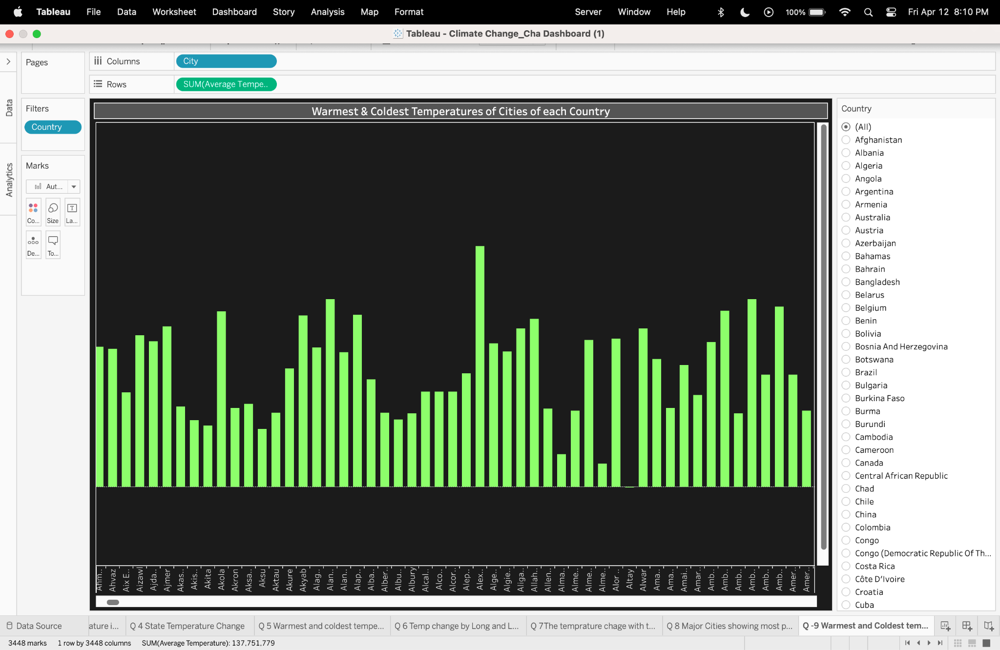 Tableau File Data Worksheet Dashboard Story Analysis Map Format Server Window Help 100% Fri Apr 12 8:10 PM
Tableau - Climate Change_Cha Dashboard (1)
Pages
Columns
City
Rows
SUM(Average Tempe..
Data
Analytics
Filters
Country
Marks
Aut...
Co...
Size
T
La...
De...
To...
Warmest & Coldest Temperatures of Cities of each Country
Ahm..
Ahvaz
Aix E..
Aizawl
Ajda..
Ajmer
Akas..
Akis..
Akita
Akola
Akron
Aksa..
Aksu
Aktau
Akure
Akyab
Alag..
Alan..
Alan..
Alap..
Alba..
Alber..
Albu..
Albury
Alcal..
Alco..
Alcor..
Alep..
Alex..
Alge..
Algie..
Aliga..
Allah..
Allen..
Alma..
Alme..
Alme..
Alme..
Alor ..
Altay
Alwar
Ama..
Ama..
Amai..
Amar..
Amb..
Amb..
Amb..
Amb..
Amb..
Amb..
Amer..
Amer..
Country
(All)
Afghanistan
Albania
Algeria
Angola
Argentina
Armenia
Australia
Austria
Azerbaijan
Bahamas
Bahrain
Bangladesh
Belarus
Belgium
Benin
Bolivia
Bosnia And Herzegovina
Botswana
Brazil
Bulgaria
Burkina Faso
Burma
Burundi
Cambodia
Cameroon
Canada
Central African Republic
Chad
Chile
China
Colombia
Congo
Congo (Democratic Republic Of Th...
Costa Rica
Côte D'Ivoire
Croatia
Cuba
Data Source
ature i...
Q 4 State Temperature Change
Q 5 Warmest and coldest tempe...
Q 6 Temp change by Long and L...
Q 7The temprature chage with t...
Q 8 Major Cities showing most p...
Q -9 Warmest and Coldest tem...
3448 marks 1 row by 3448 columns SUM(Average Temperature): 137,751,779